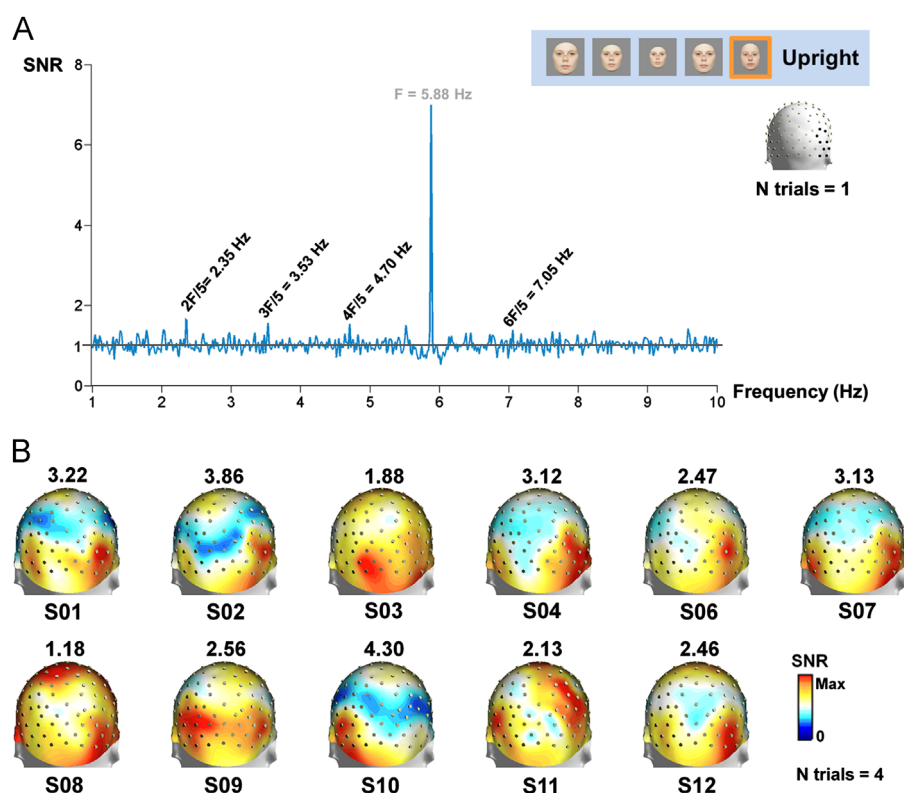 A
SNR
8
6
4
2
1
0
F = 5.88 Hz
2F/5= 2.35 Hz
3F/5 = 3.53 Hz
4F/5 = 4.70 Hz
6F/5 = 7.05 Hz
1 2 3 4 5 6 7 8 9 10
Frequency (Hz)
Upright
N trials = 1
B
3.22 3.86 1.88 3.12 2.47 3.13
S01 S02 S03 S04 S06 S07
1.18 2.56 4.30 2.13 2.46
S08 S09 S10 S11 S12
SNR
Max
0
N trials = 4